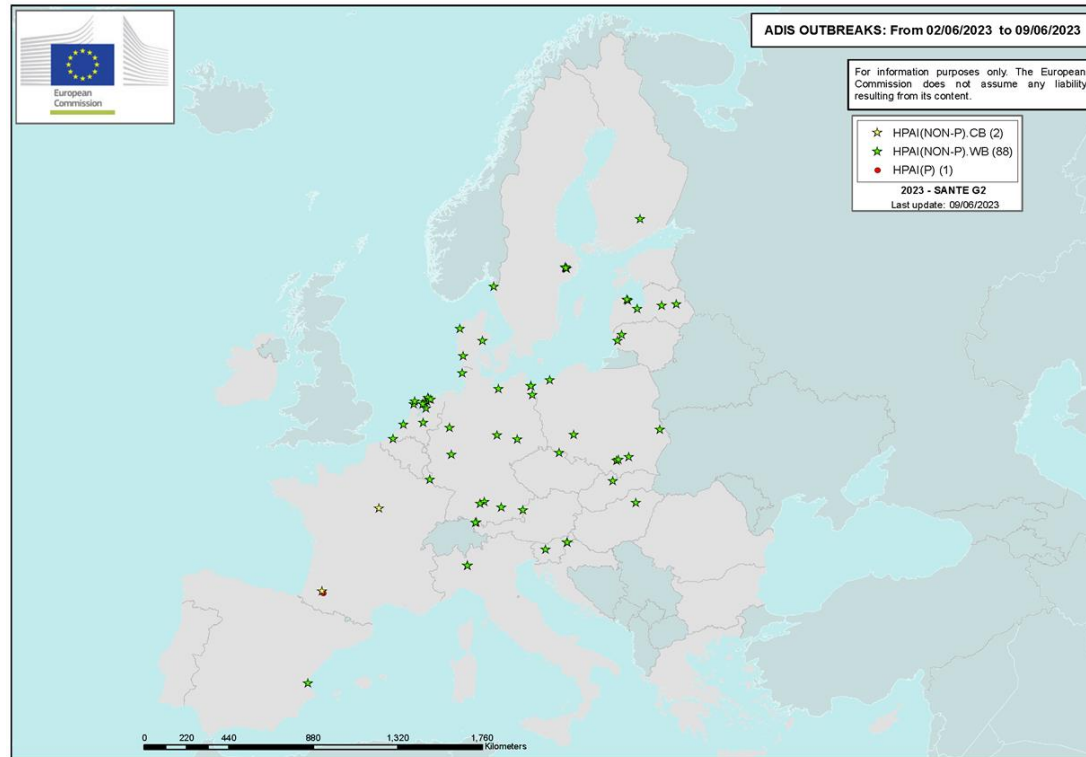 European
Commission
ADIS OUTBREAKS: From 02/06/2023 to 09/06/2023
For information purposes only. The European
Commission does not assume any liability
resulting from its content.
HPAI(NON-P).CB (2)
HPAI(NON-P).WB (88)
HPAI(P) (1)
2023 - SANTE G2
Last update: 09/06/2023
0 220 440 880 1,320 1,760
Kilometers